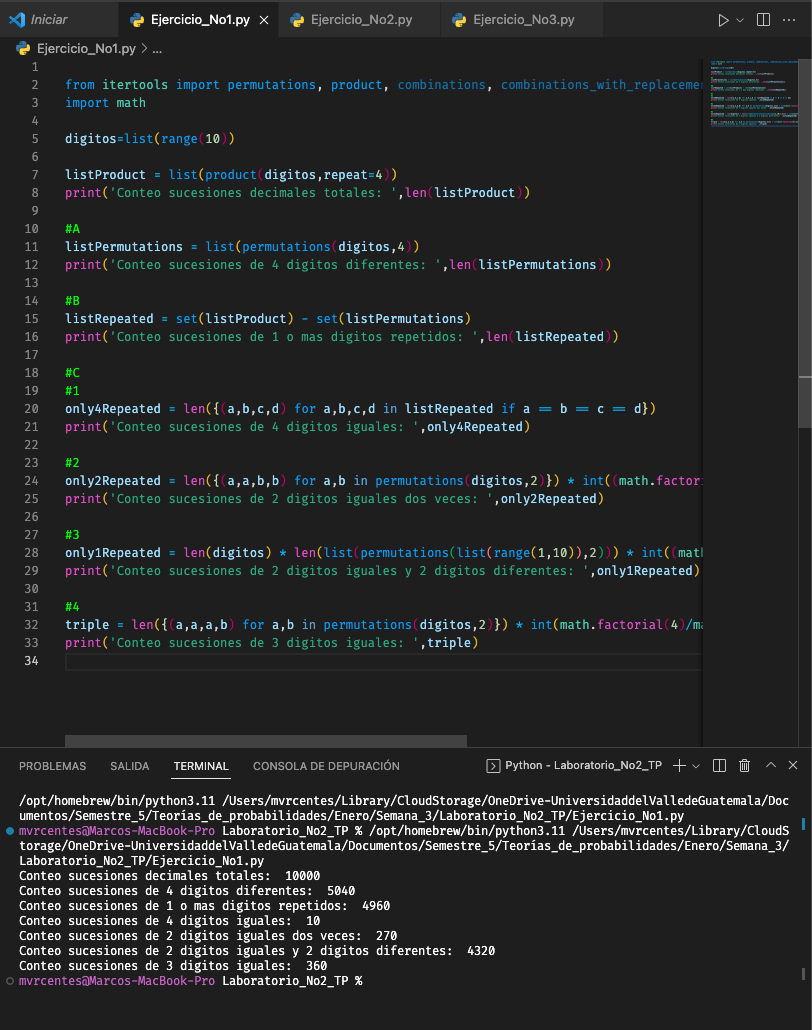 Iniciar
Ejercicio_No1.py
Ejercicio_No2.py
Ejercicio_No3.py
Ejercicio_No1.py > ...
1
2 from itertools import permutations, product, combinations, combinations_with_replaceme
3 import math
4
5 digitos=list(range(10))
6
7 listProduct = list(product(digitos,repeat=4))
8 print('Conteo sucesiones decimales totales: ',len(listProduct))
9
10 #A
11 listPermutations = list(permutations(digitos,4))
12 print('Conteo sucesiones de 4 digitos diferentes: ',len(listPermutations))
13
14 #B
15 listRepeated = set(listProduct) - set(listPermutations)
16 print('Conteo sucesiones de 1 o mas digitos repetidos: ',len(listRepeated))
17
18 #C
19 #1
20 only4Repeated = len({(a,b,c,d) for a,b,c,d in listRepeated if a == b == c == d})
21 print('Conteo sucesiones de 4 digitos iguales: ',only4Repeated)
22
23 #2
24 only2Repeated = len({(a,a,b,b) for a,b in permutations(digitos,2)}) * int((math.factori
25 print('Conteo sucesiones de 2 digitos iguales dos veces: ',only2Repeated)
26
27 #3
28 only1Repeated = len(digitos) * len(list(permutations(list(range(1,10)),2))) * int((mat
29 print('Conteo sucesiones de 2 digitos iguales y 2 digitos diferentes: ',only1Repeated)
30
31 #4
32 triple = len({(a,a,a,b) for a,b in permutations(digitos,2)}) * int(math.factorial(4)/ma
33 print('Conteo sucesiones de 3 digitos iguales: ',triple)
34
PROBLEMAS SALIDA TERMINAL CONSOLA DE DEPURACIÓN Python - Laboratorio_No2_TP
/opt/homebrew/bin/python3.11 /Users/mvrcentes/Library/CloudStorage/OneDrive-UniversidaddelValledeGuatemala/Doc
umentos/Semestre_5/Teorías_de_probabilidades/Enero/Semana_3/Laboratorio_No2_TP/Ejercicio_No1.py
mvrcentes@Marcos-MacBook-Pro Laboratorio_No2_TP % /opt/homebrew/bin/python3.11 /Users/mvrcentes/Library/CloudS
torage/OneDrive-UniversidaddelValledeGuatemala/Documentos/Semestre_5/Teorías_de_probabilidades/Enero/Semana_3/
Laboratorio_No2_TP/Ejercicio_No1.py
Conteo sucesiones decimales totales:  10000
Conteo sucesiones de 4 digitos diferentes:  5040
Conteo sucesiones de 1 o mas digitos repetidos:  4960
Conteo sucesiones de 4 digitos iguales:  10
Conteo sucesiones de 2 digitos iguales dos veces:  270
Conteo sucesiones de 2 digitos iguales y 2 digitos diferentes:  4320
Conteo sucesiones de 3 digitos iguales:  360
mvrcentes@Marcos-MacBook-Pro Laboratorio_No2_TP %